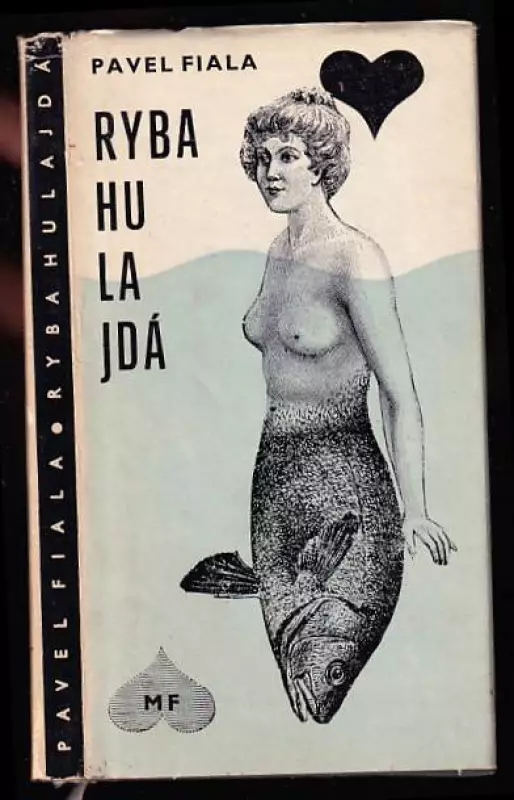 PAVEL FIALA
RYBA
HU
LA
JDÁ
MF
PAVEL FIALA ● RYBA HULAJDÁ